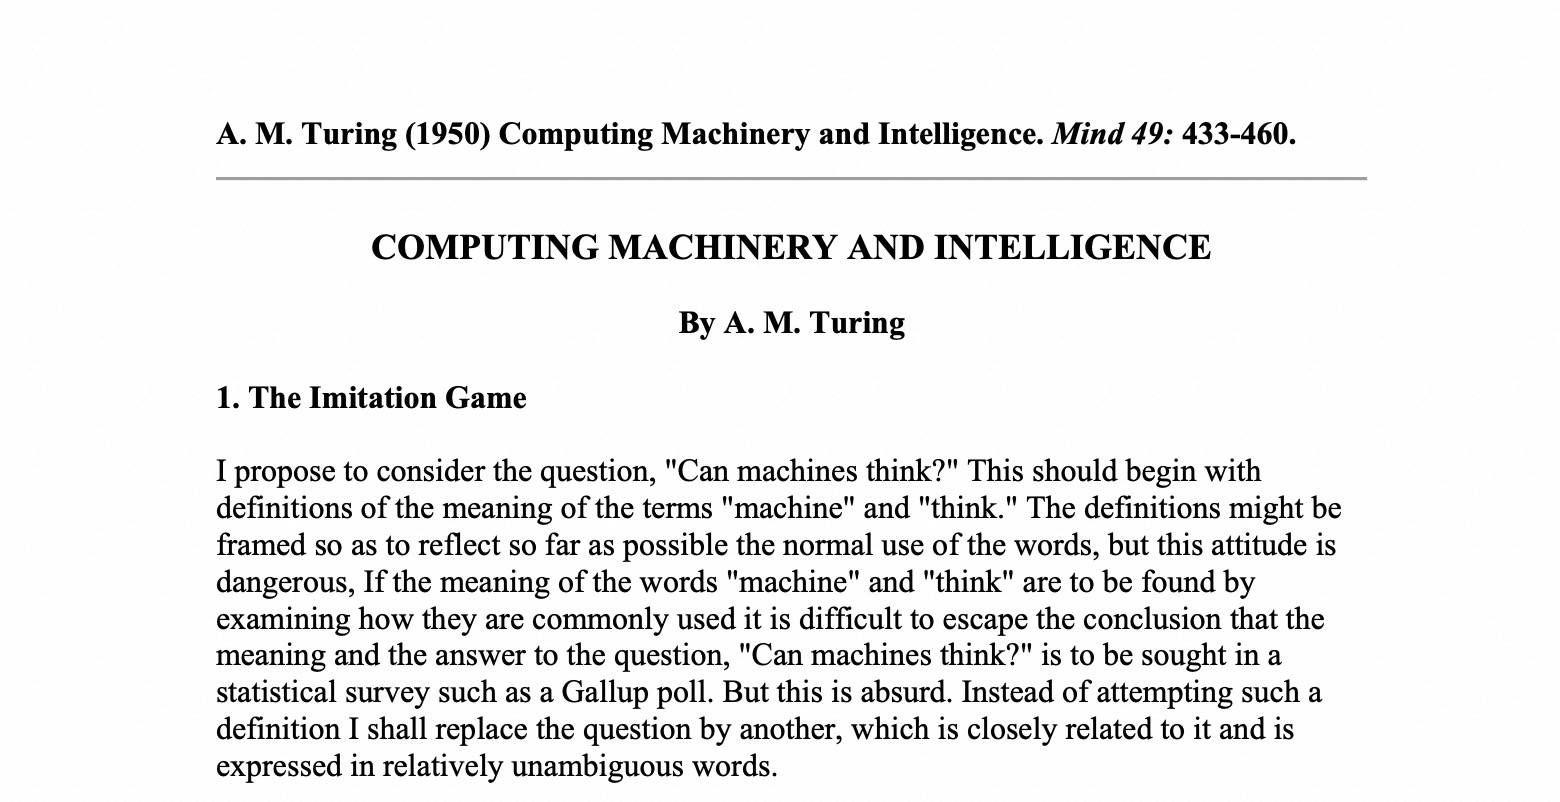 A. M. Turing (1950) Computing Machinery and Intelligence. Mind 49: 433-460.
COMPUTING MACHINERY AND INTELLIGENCE
By A. M. Turing
1. The Imitation Game
I propose to consider the question, "Can machines think?" This should begin with
definitions of the meaning of the terms "machine" and "think." The definitions might be
framed so as to reflect so far as possible the normal use of the words, but this attitude is
dangerous, If the meaning of the words "machine" and "think" are to be found by
examining how they are commonly used it is difficult to escape the conclusion that the
meaning and the answer to the question, "Can machines think?" is to be sought in a
statistical survey such as a Gallup poll. But this is absurd. Instead of attempting such a
definition I shall replace the question by another, which is closely related to it and is
expressed in relatively unambiguous words.